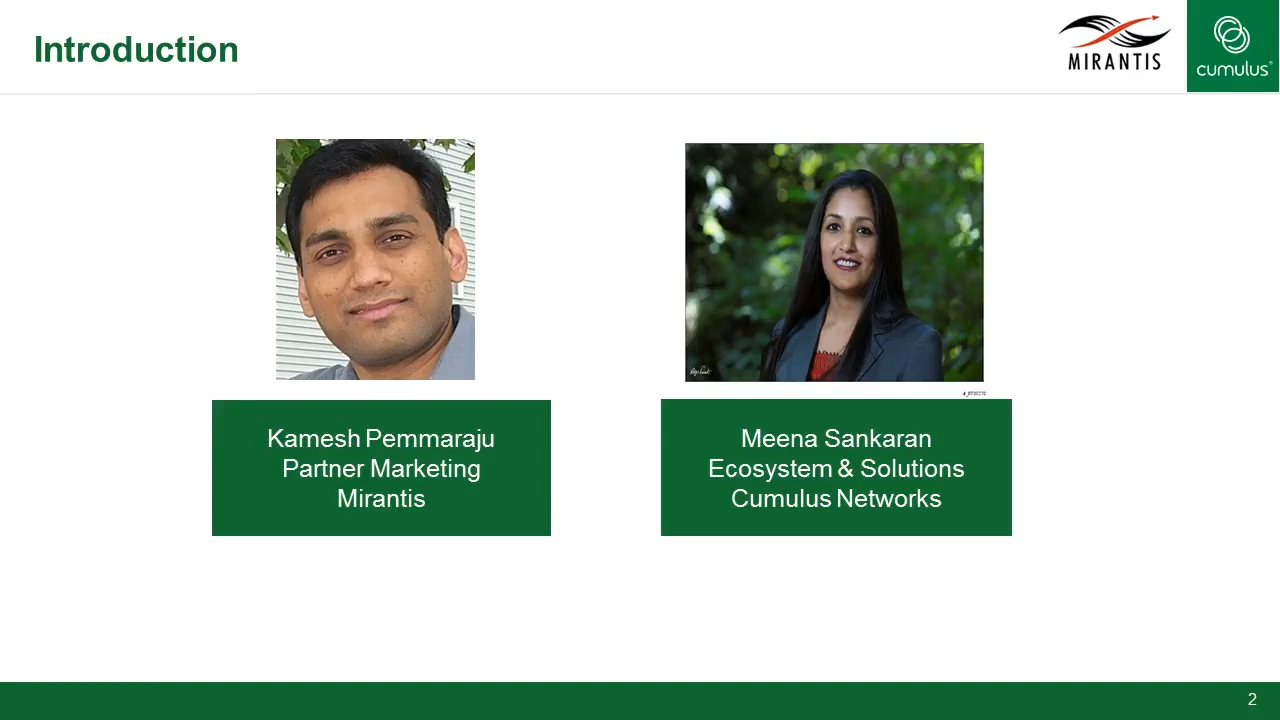 Introduction
MIRANTIS
cumulus®
Kamesh Pemmaraju
Partner Marketing
Mirantis
Meena Sankaran
Ecosystem & Solutions
Cumulus Networks
2